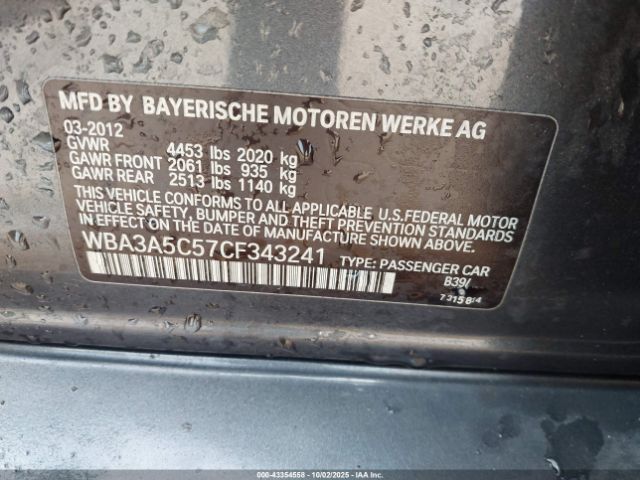 MFD BY BAYERISCHE MOTOREN WERKE AG
03-2012
GVWR 4453 lbs 2020 kg
GAWR FRONT 2061 lbs 935 kg
GAWR REAR 2513 lbs 1140 kg
THIS VEHICLE CONFORMS TO ALL APPLICABLE U.S.FEDERAL MOTOR
VEHICLE SAFETY, BUMPER AND THEFT PREVENTION STANDARDS
IN EFFECT ON THE DATE OF MANUFACTURE SHOWN ABOVE.
WBA3A5C57CF343241 TYPE: PASSENGER CAR
B39/
© 43354558 | 10/02/2025 | IAA, Inc.